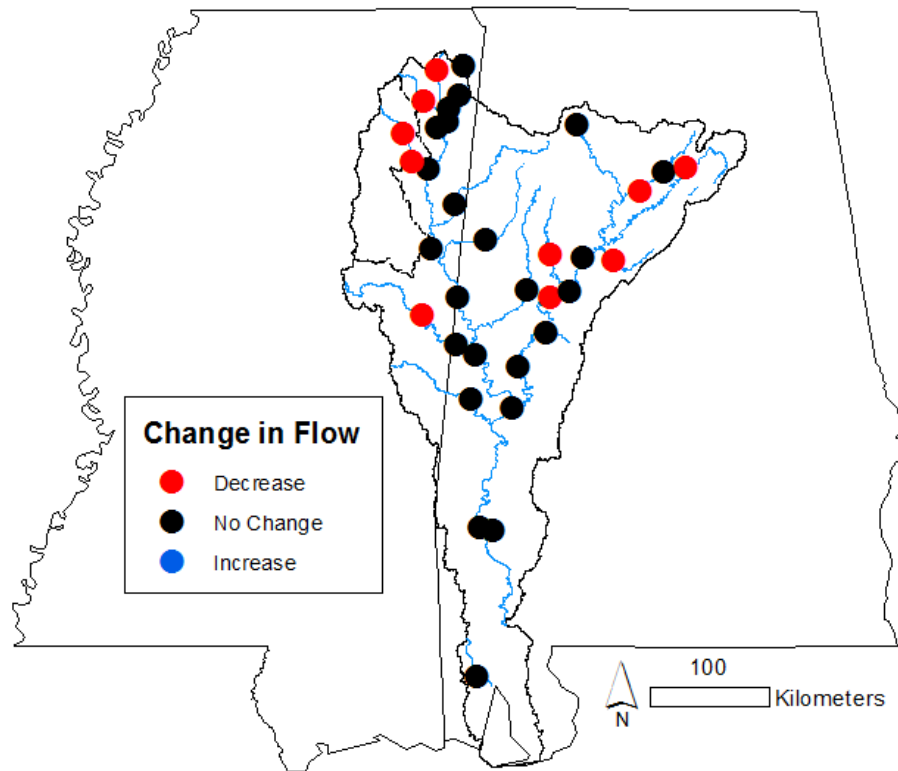 Change in Flow
Decrease
No Change
Increase
100
Kilometers
N